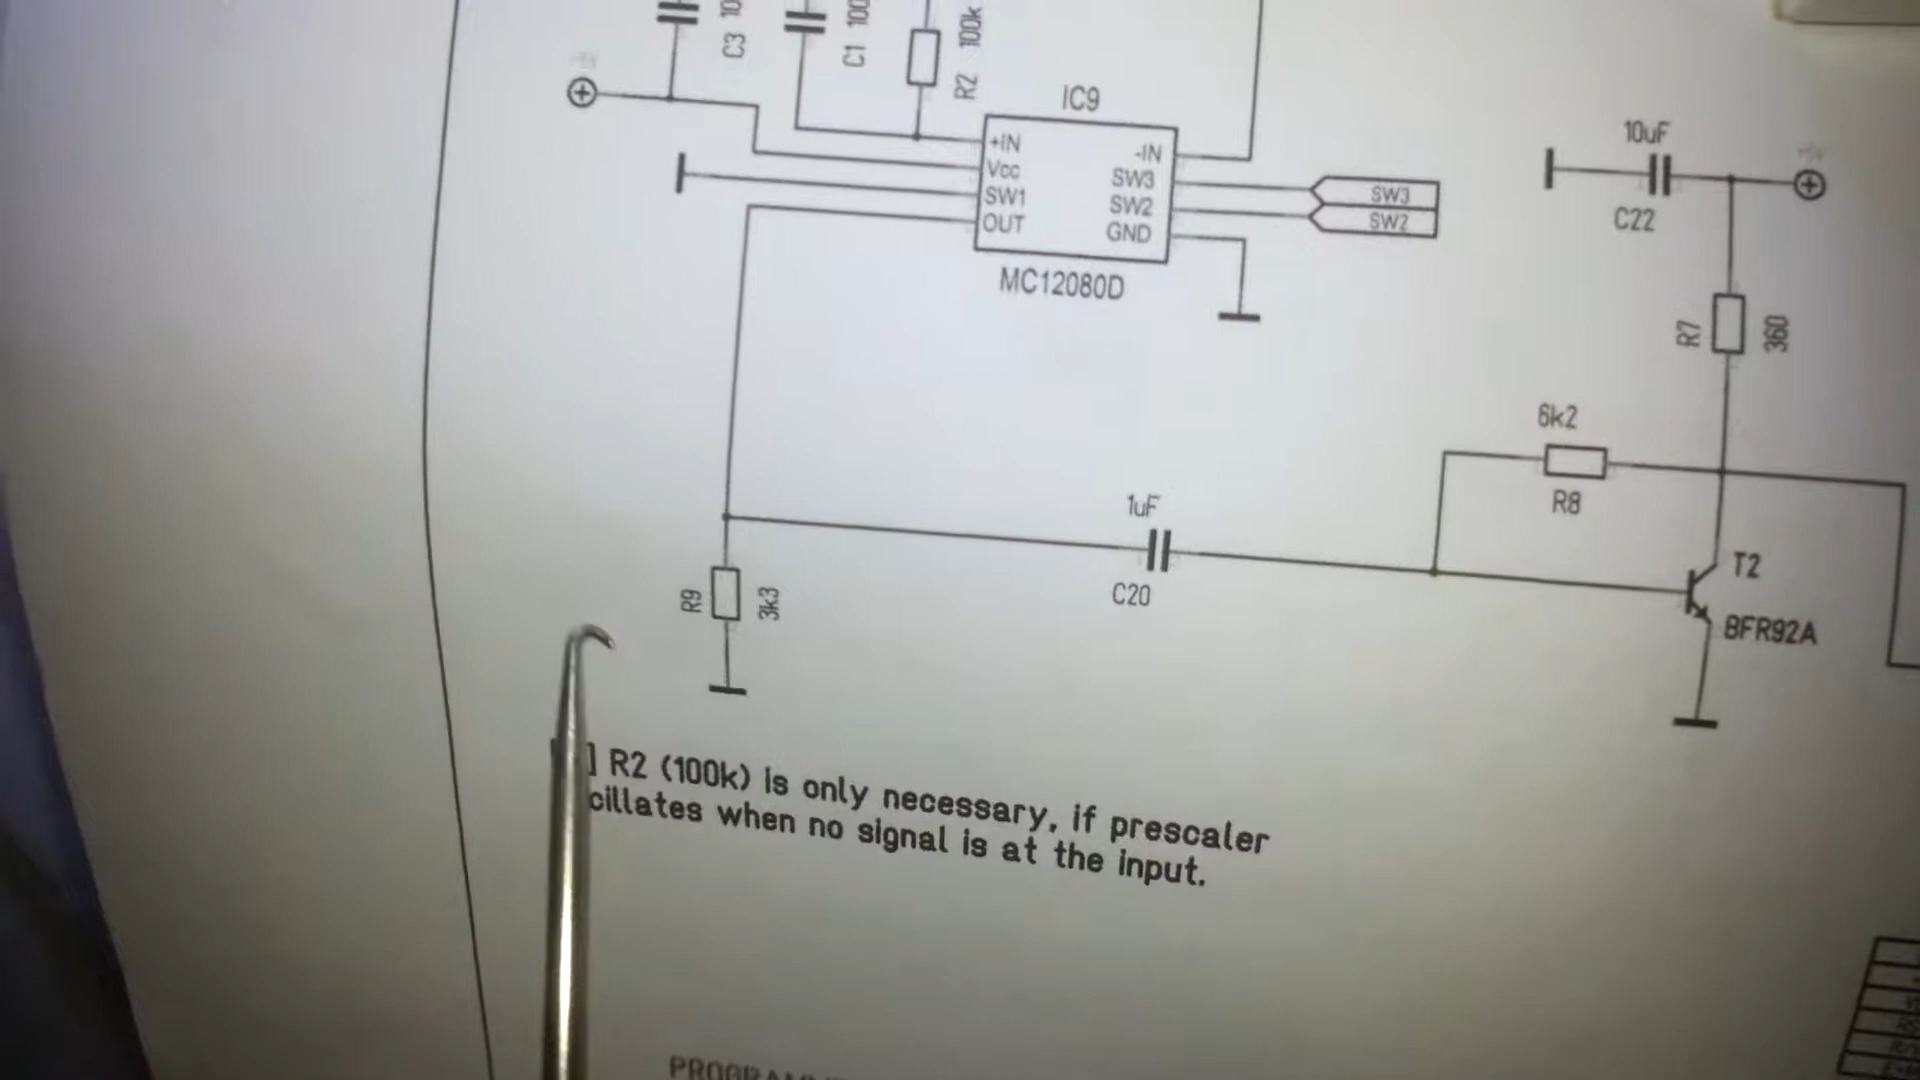 C3
C1
R2 100k
IC9
+IN
Vcc
SW1
OUT
-IN
SW3
SW2
GND
SW3
SW2
MC12080D
10uF
C22
R7
360
6k2
R8
1uF
C20
R9
3k3
T2
BFR92A
] R2 (100k) is only necessary, if prescaler
cillates when no signal is at the input.